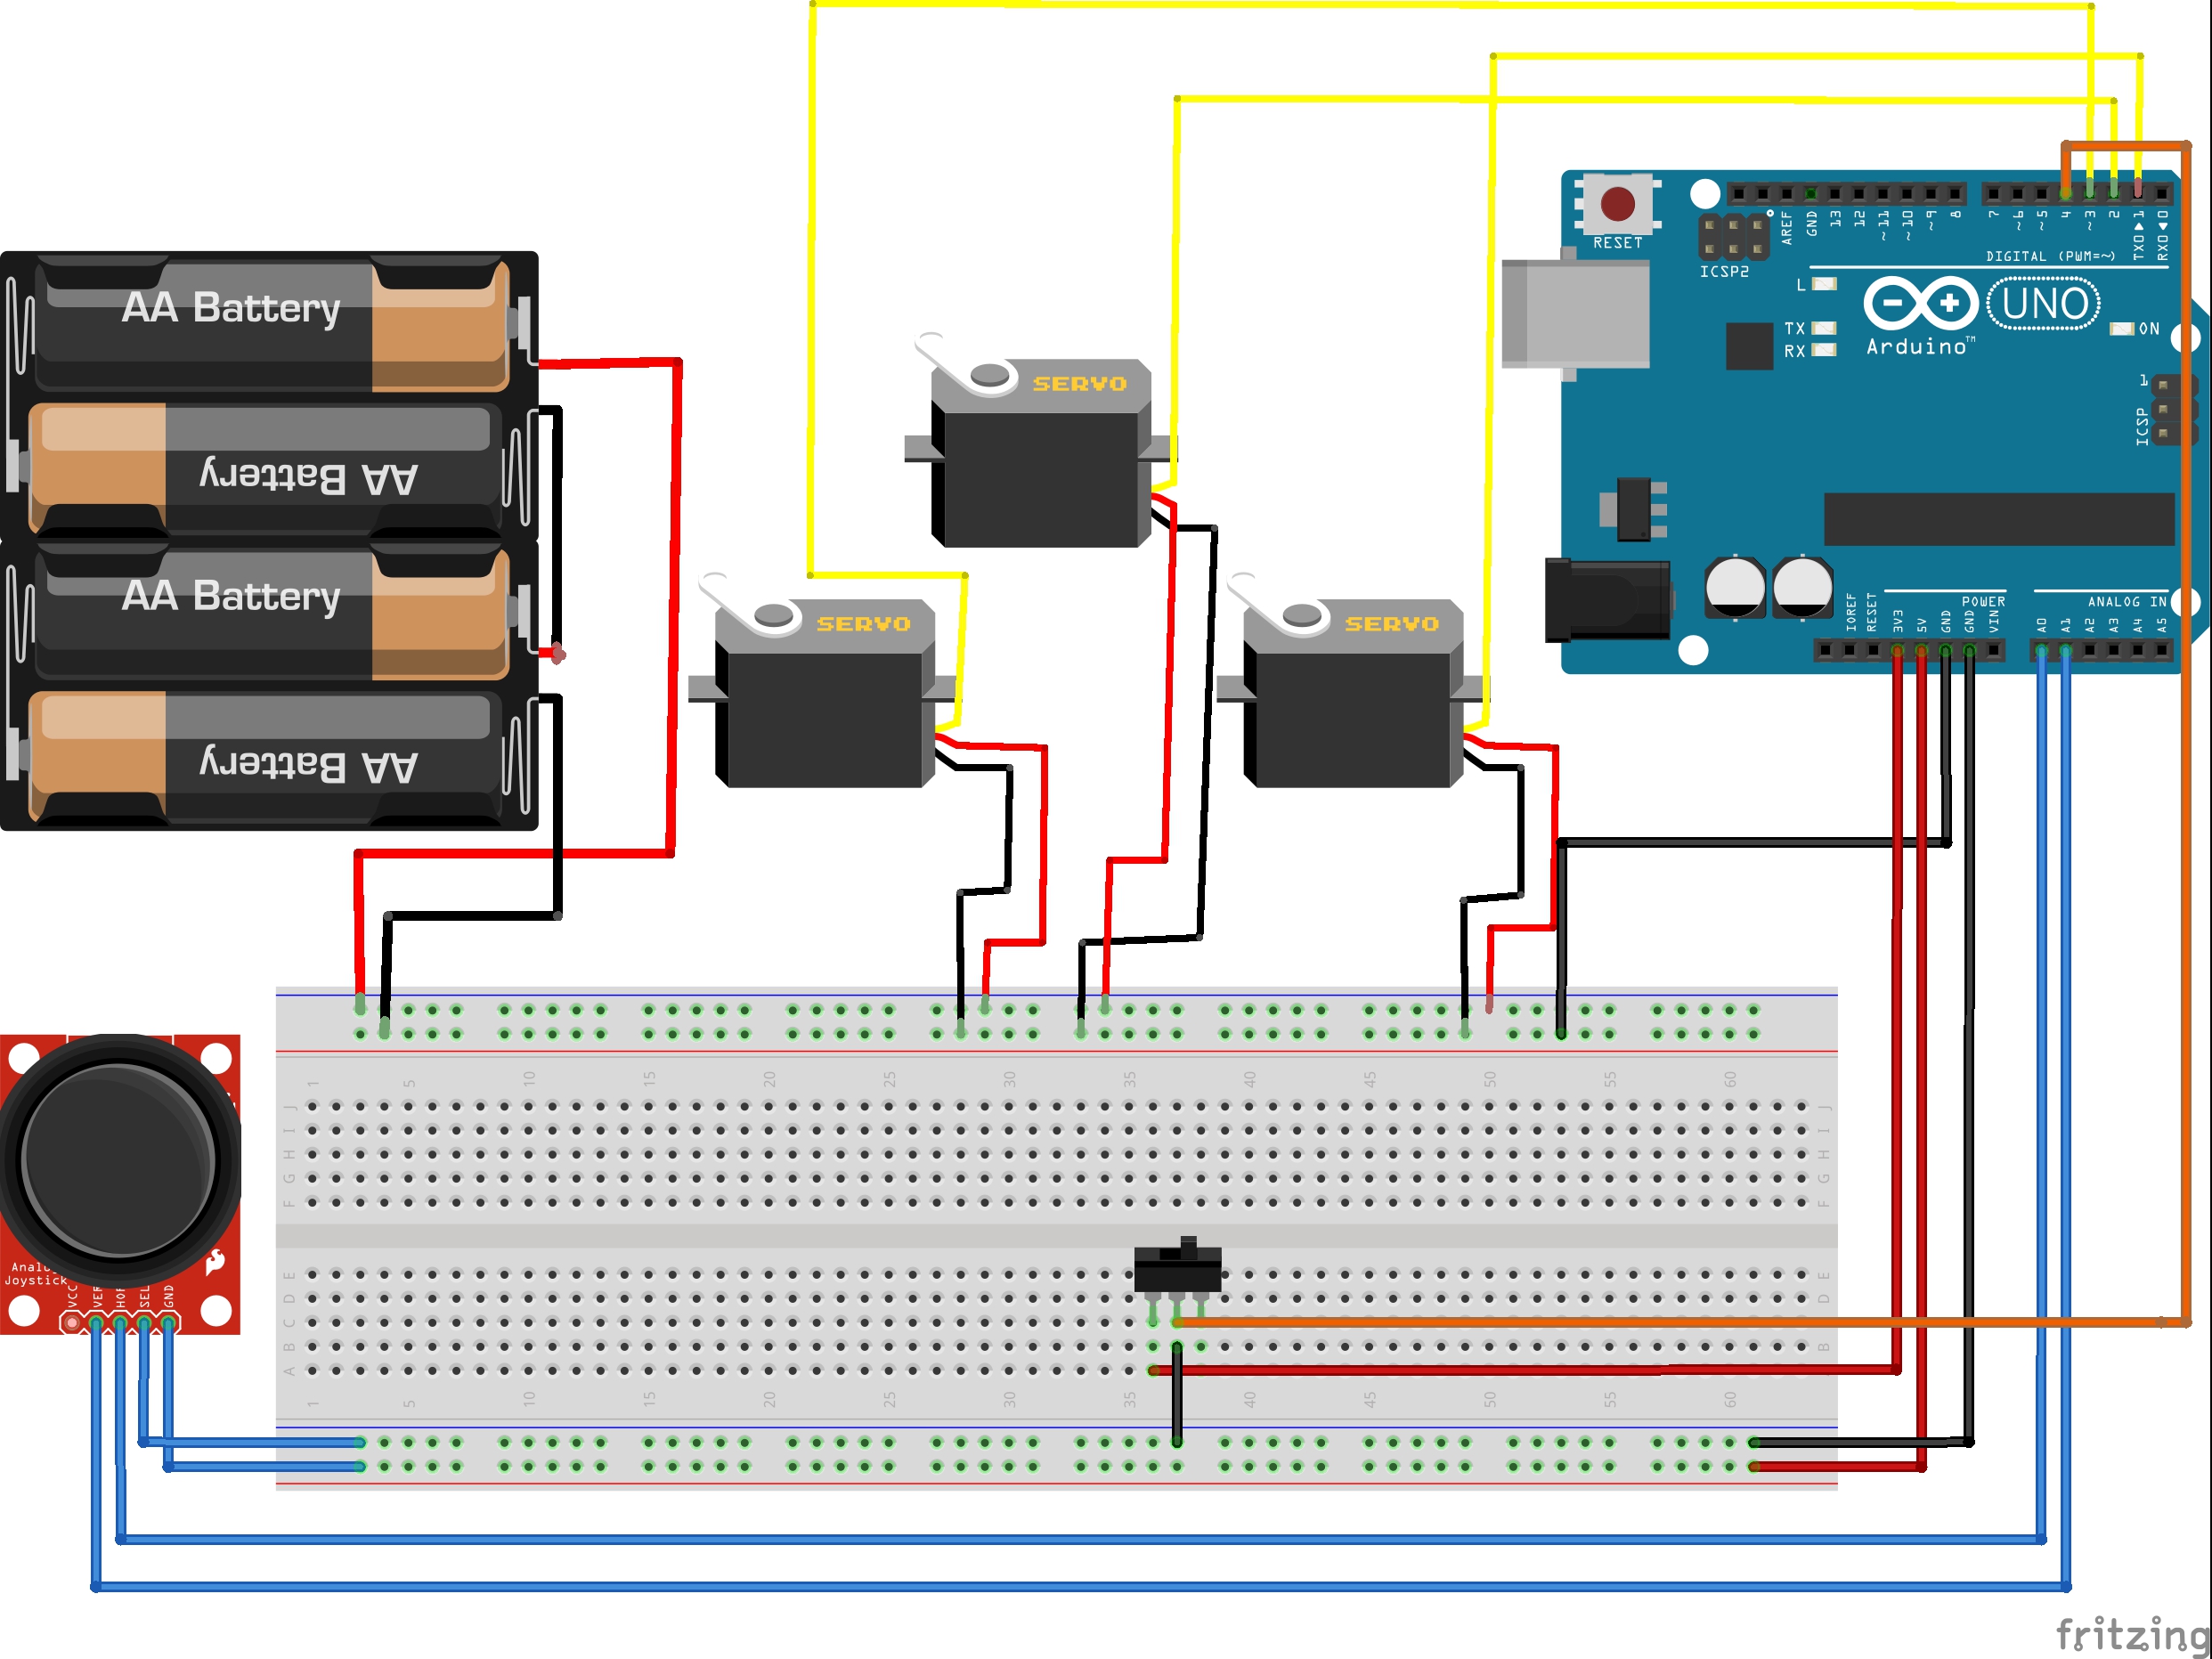 AA Battery
AA Battery
AA Battery
AA Battery
SERVO
SERVO
SERVO
RESET
ICSP2
AREF
GND
13
12
~11
~10
~9
8
7
~6
~5
4
~3
2
TX0▶1
RX0◀0
DIGITAL (PWM=~)
L
TX
RX
UNO
ON
Arduino™
1
ICSP
POWER
ANALOG IN
IOREF
RESET
3V3
5V
GND
GND
VIN
A0
A1
A2
A3
A4
A5
1 5 10 15 20 25 30 35 40 45 50 55 60
J J
I I
H H
G G
F F
E E
D D
C
B B
A
1 5 10 15 20 25 30 35 40 45 50 55 60
Joystick
VCC
SEL
GND
fritzing